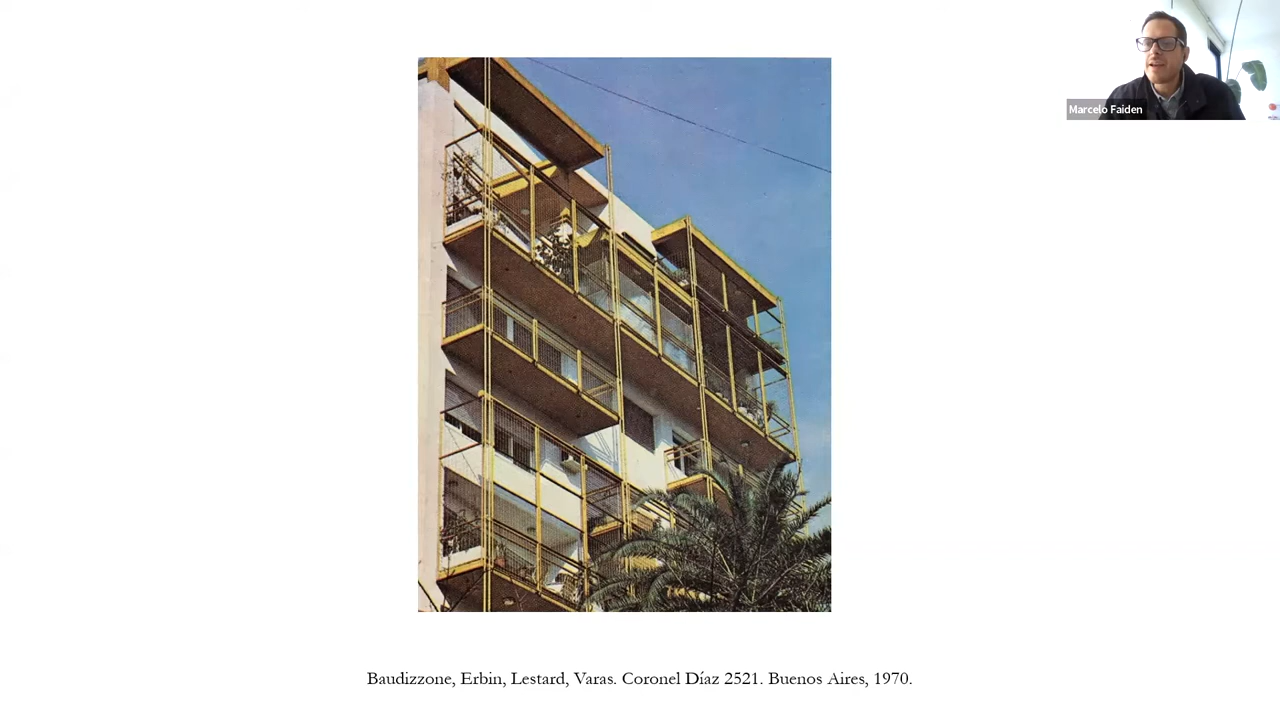 Marcelo Faiden
Baudizzone, Erbin, Lestard, Varas. Coronel Díaz 2521. Buenos Aires, 1970.